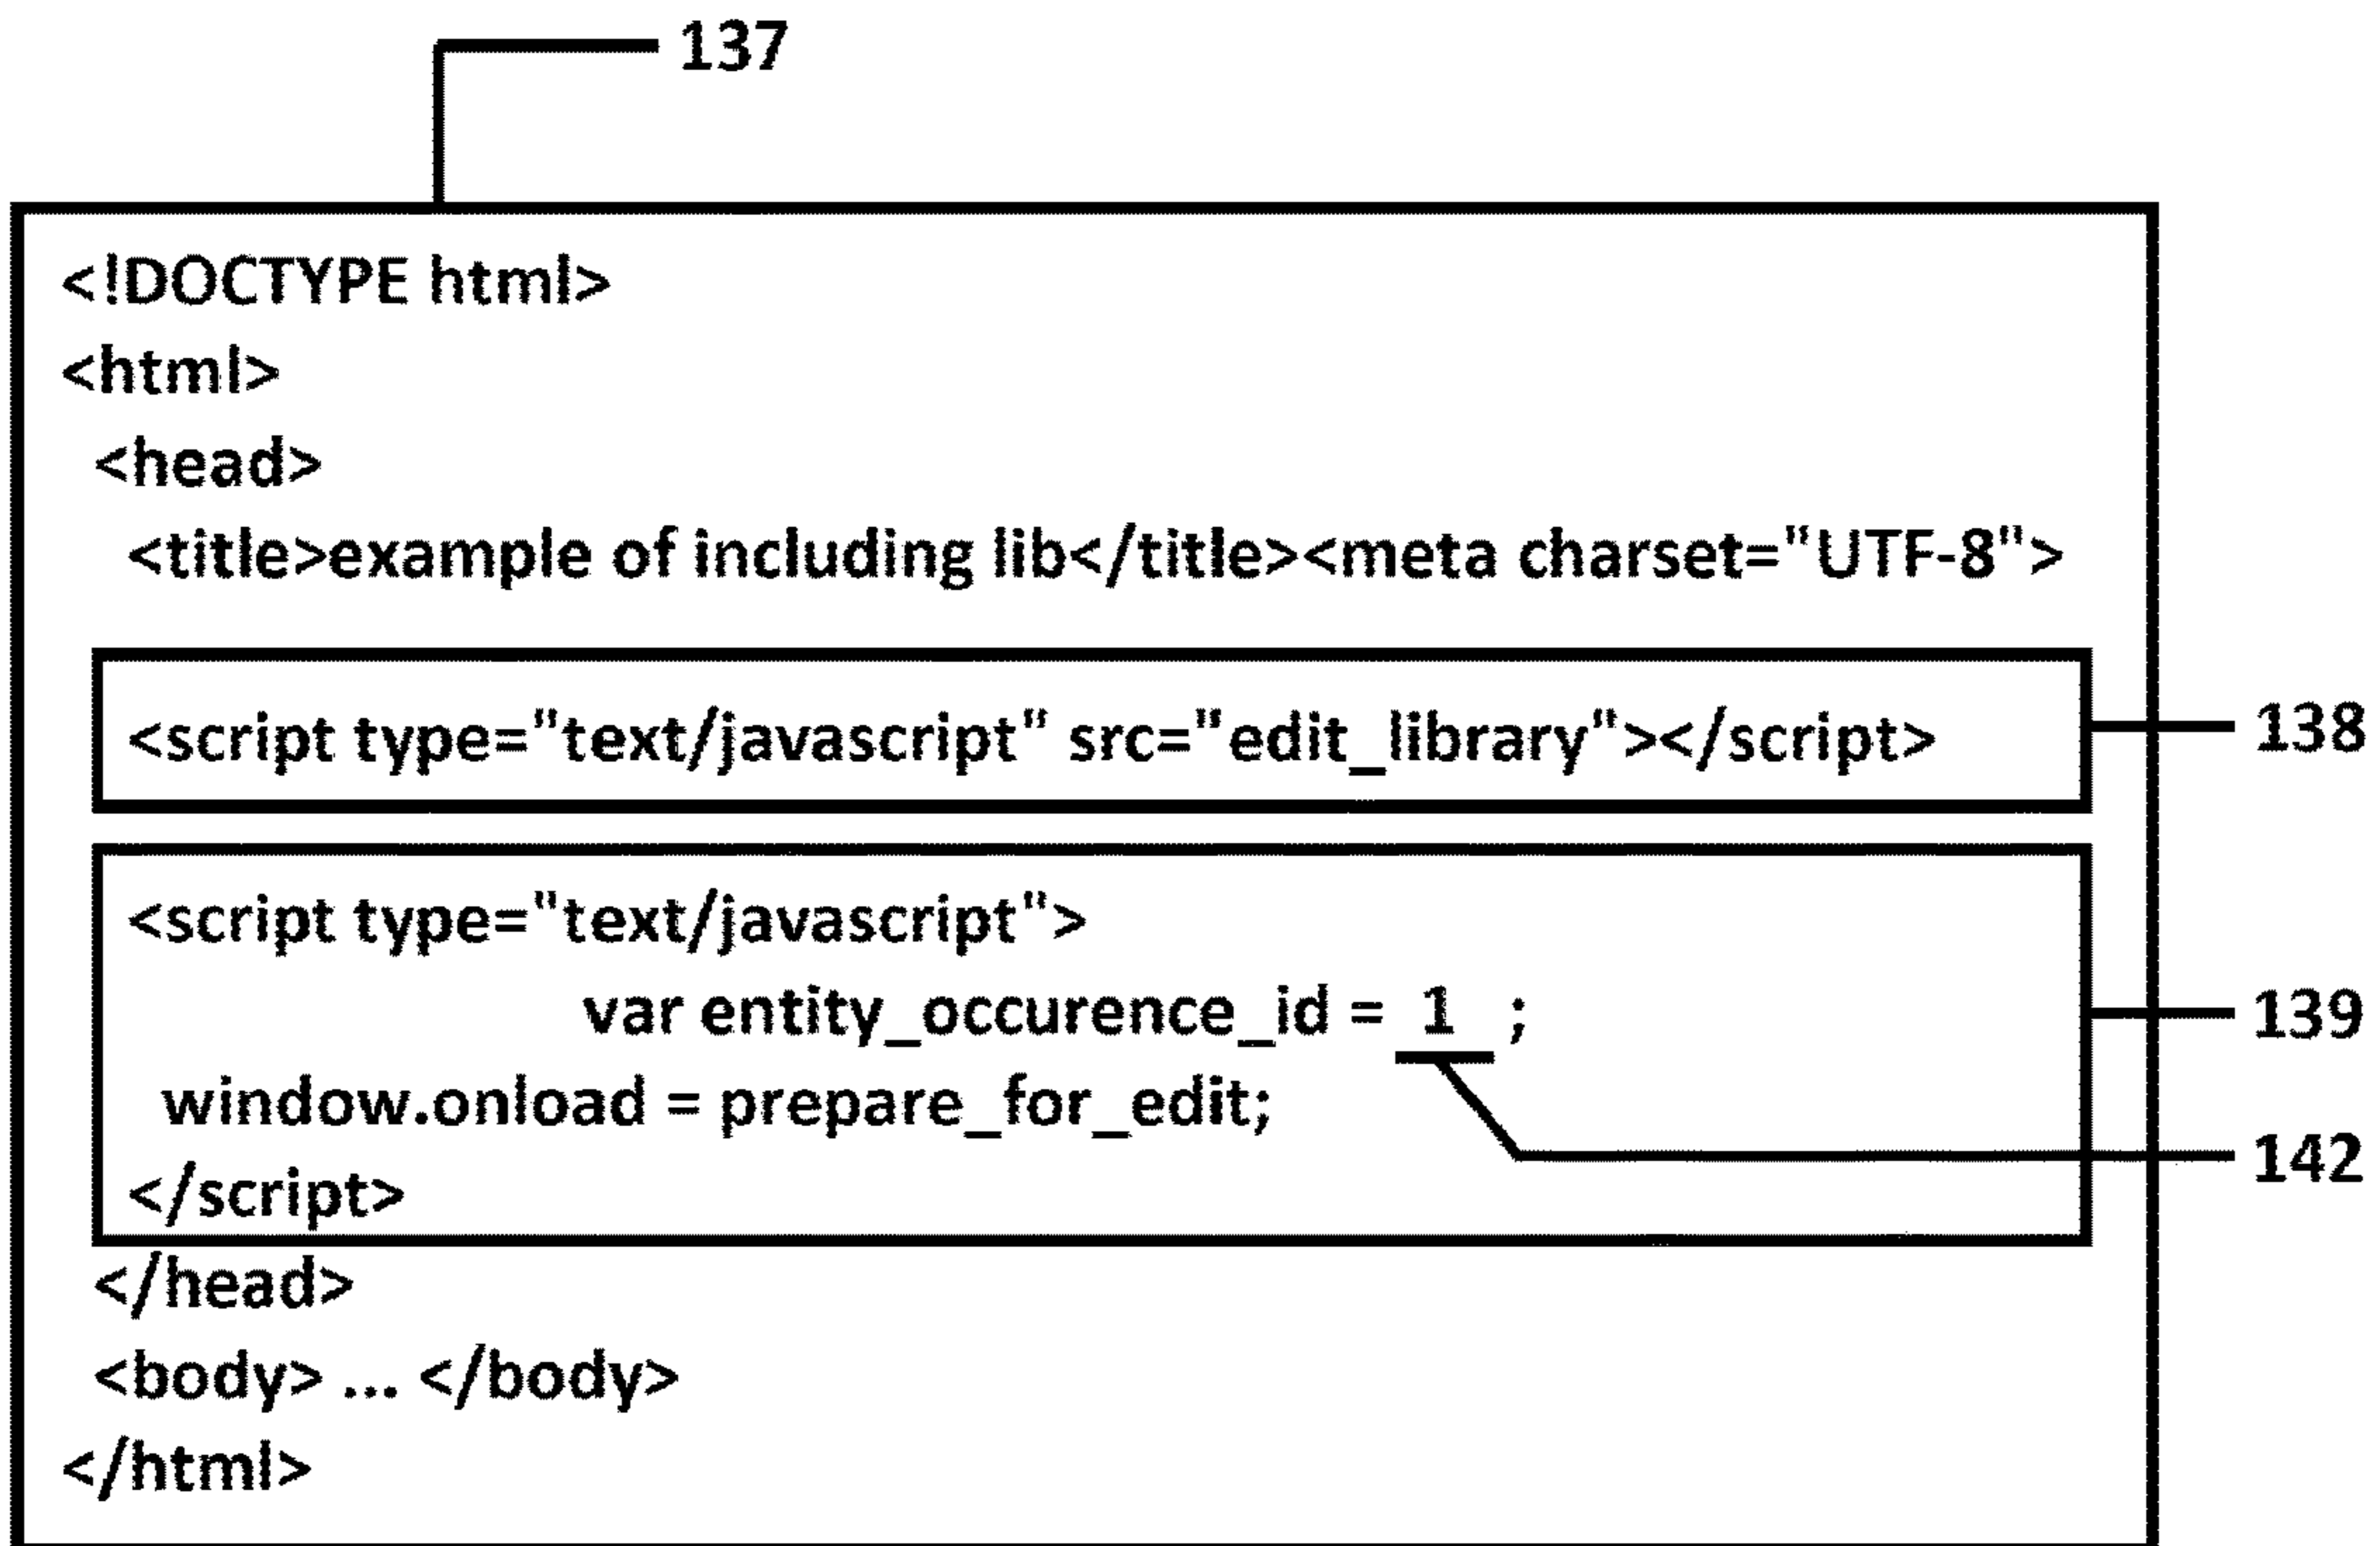 137
<!DOCTYPE html>
<html>
<head>
<title>example of including lib</title><meta charset="UTF-8">
<script type="text/javascript" src="edit_library"></script>
138
<script type="text/javascript">
var entity_occurence_id = 1 ;
139
window.onload = prepare_for_edit;
142
</script>
</head>
<body> ... </body>
</html>